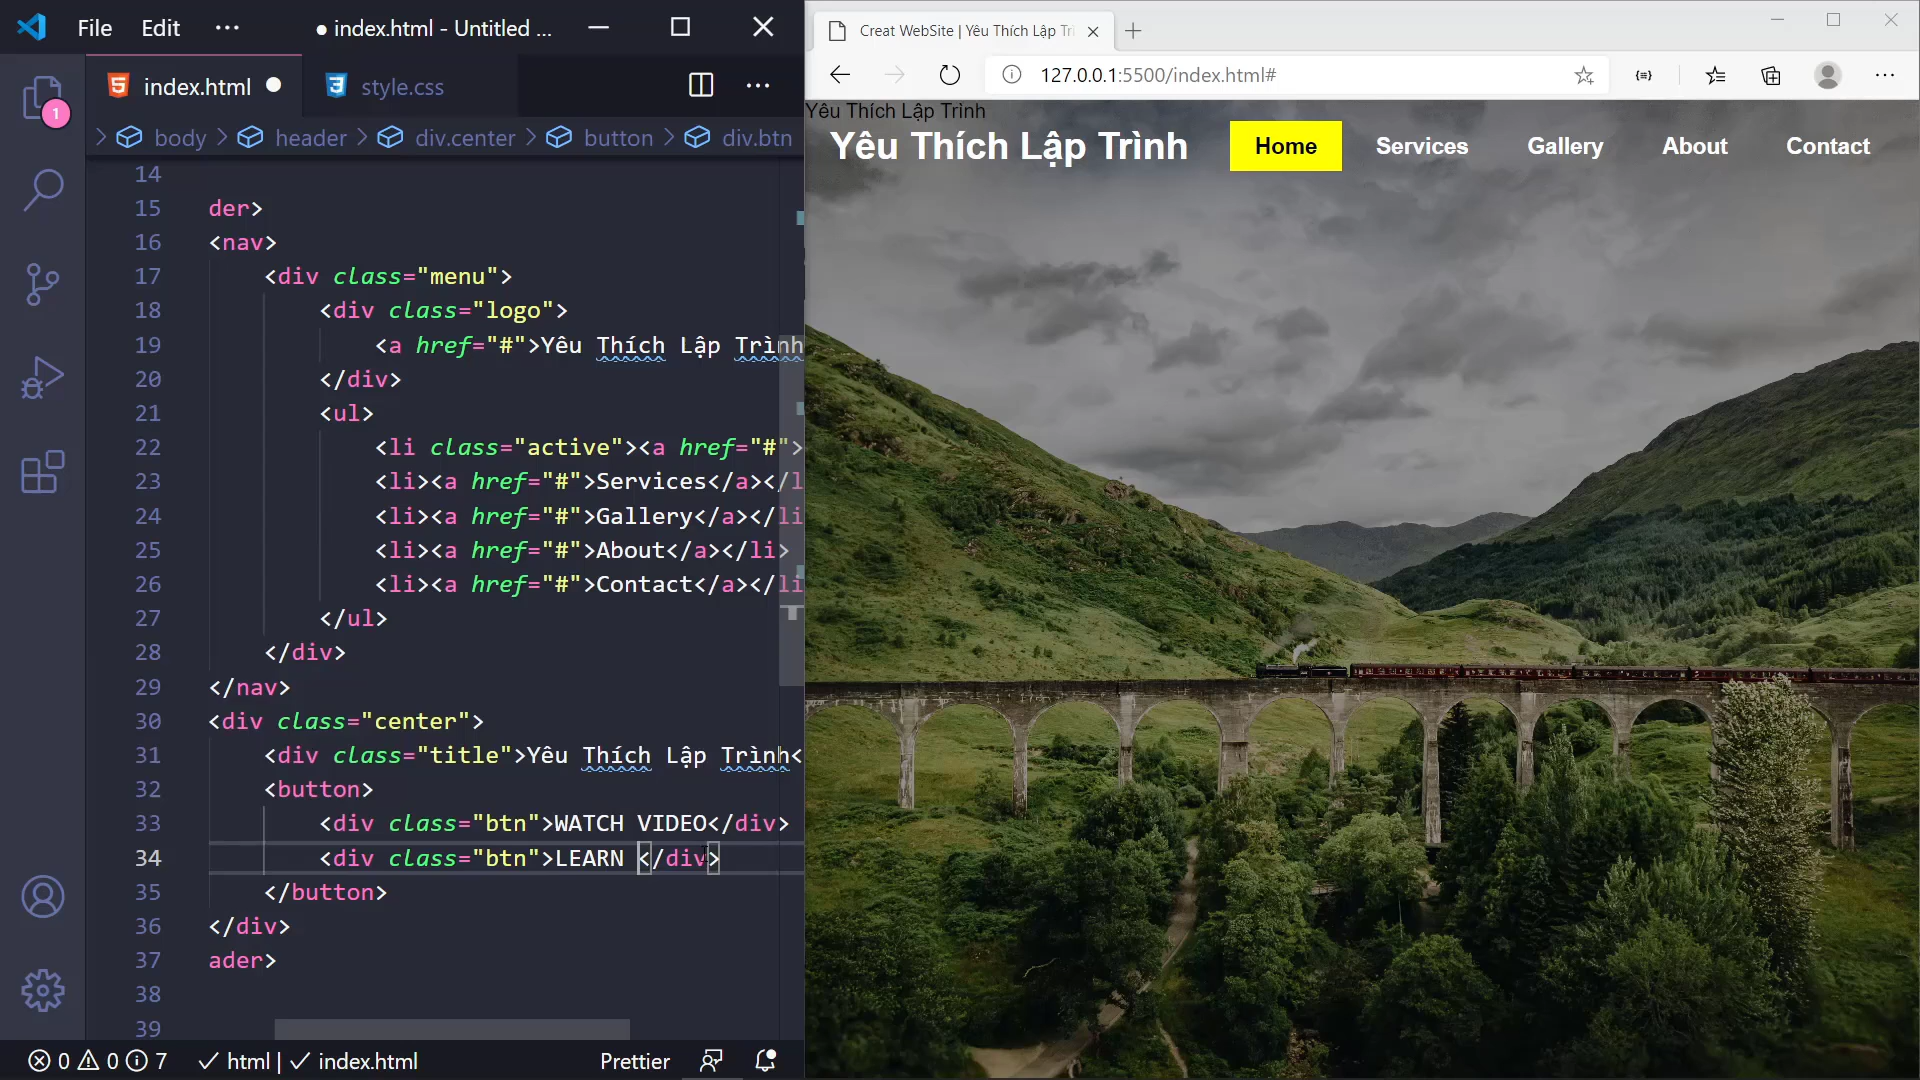 File Edit ···
● index.html - Untitled ...
index.html
style.css
1
body > header > div.center > button > div.btn
14
15 der>
16 <nav>
17 <div class="menu">
18 <div class="logo">
19 <a href="#">Yêu Thích Lập Trình
20 </div>
21 <ul>
22 <li class="active"><a href="#">
23 <li><a href="#">Services</a></l
24 <li><a href="#">Gallery</a></li
25 <li><a href="#">About</a></li>
26 <li><a href="#">Contact</a></li
27 </ul>
28 </div>
29 </nav>
30 <div class="center">
31 <div class="title">Yêu Thích Lập Trình<
32 <button>
33 <div class="btn">WATCH VIDEO</div>
34 <div class="btn">LEARN </div>
35 </button>
36 </div>
37 ader>
38
39
0 0 7 html | index.html Prettier
Creat WebSite | Yêu Thích Lập Trì
127.0.0.1:5500/index.html#
Yêu Thích Lập Trình
Yêu Thích Lập Trình Home Services Gallery About Contact